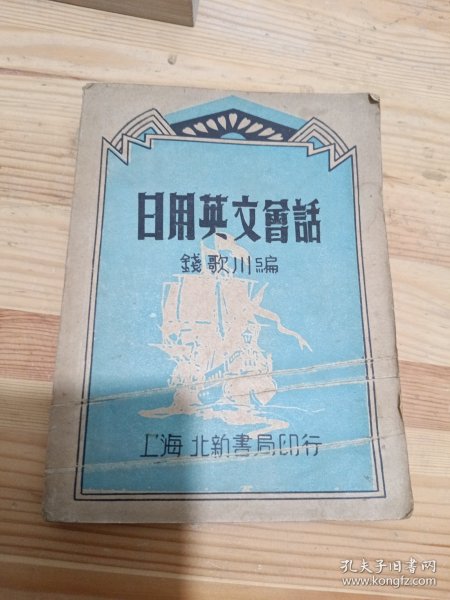 日用英文會話
錢歌川編
上海 北新書局印行
孔夫子旧书网
www.kongfz.com